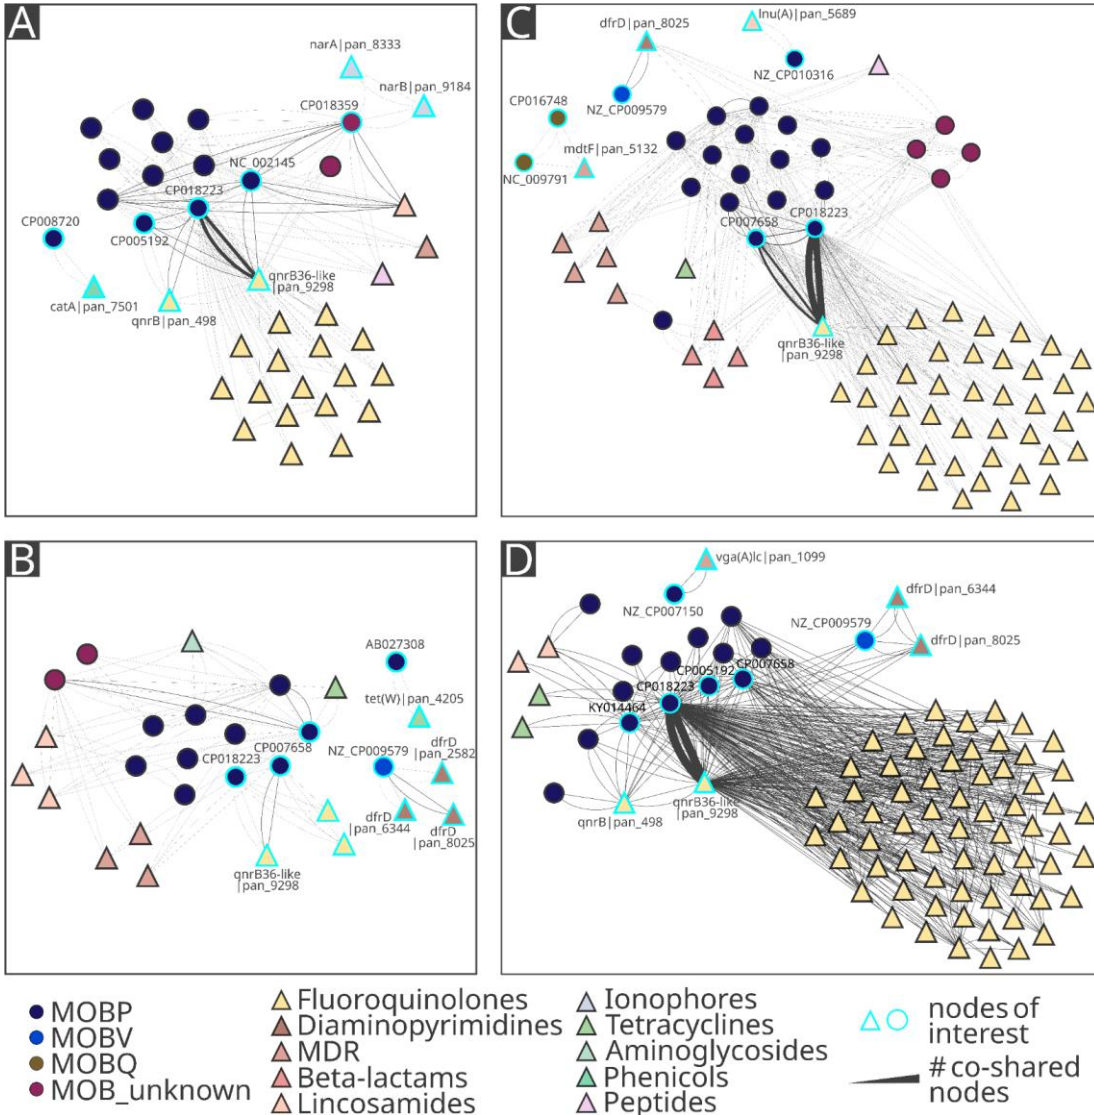 A
narA|pan_8333
narB|pan_9184
CP018359
NC_002145
CP018223
CP008720
CP005192
qnrB36-like
|pan_9298
catA|pan_7501
qnrB|pan_498
C
lnu(A)|pan_5689
dfrD|pan_8025
NZ_CP010316
NZ_CP009579
CP016748
mdtF|pan_5132
NC_009791
CP018223
CP007658
qnrB36-like
|pan_9298
B
AB027308
tet(W)|pan_4205
CP007658
NZ_CP009579
CP018223
dfrD
|pan_2582
dfrD
|pan_6344
dfrD
|pan_8025
qnrB36-like
|pan_9298
D
vga(A)lc|pan_1099
dfrD|pan_6344
NZ_CP007150
NZ_CP009579
dfrD|pan_8025
CP005192
CP007658
CP018223
KY014464
qnrB36-like
|pan_9298
qnrB|pan_498
MOBP
MOBV
MOBQ
MOB_unknown
Fluoroquinolones
Diaminopyrimidines
MDR
Beta-lactams
Lincosamides
Ionophores
Tetracyclines
Aminoglycosides
Phenicols
Peptides
nodes of
interest
# co-shared
nodes